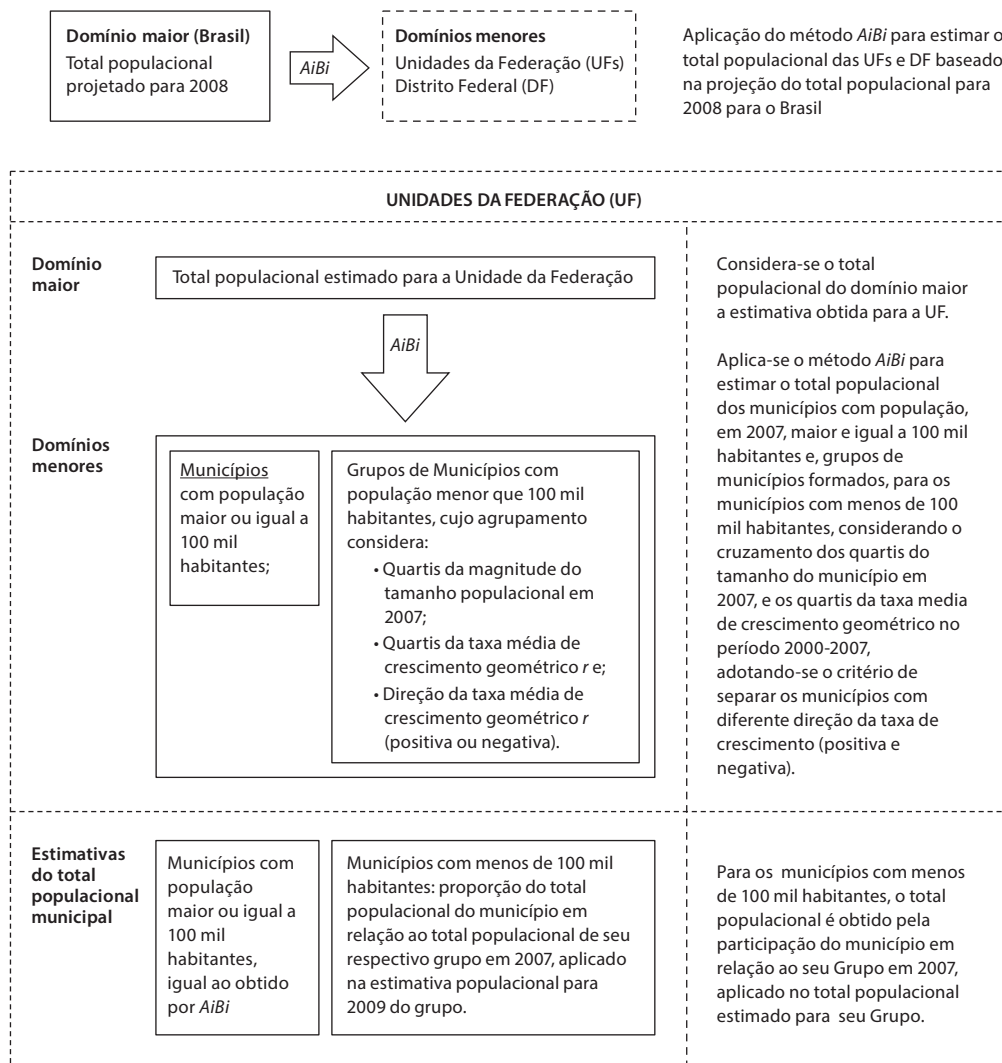 Domínio maior (Brasil)
Total populacional
projetado para 2008
AiBi
Domínios menores
Unidades da Federação (UFs)
Distrito Federal (DF)
Aplicação do método AiBi para estimar o
total populacional das UFs e DF baseado
na projeção do total populacional para
2008 para o Brasil
UNIDADES DA FEDERAÇÃO (UF)
Domínio
maior
Total populacional estimado para a Unidade da Federação
AiBi
Considera-se o total
populacional do domínio maior
a estimativa obtida para a UF.
Aplica-se o método AiBi para
estimar o total populacional
dos municípios com população,
em 2007, maior e igual a 100 mil
habitantes e, grupos de
municípios formados, para os
municípios com menos de 100
mil habitantes, considerando o
cruzamento dos quartis do
tamanho do município em
2007, e os quartis da taxa media
de crescimento geométrico no
período 2000-2007,
adotando-se o critério de
separar os municípios com
diferente direção da taxa de
crescimento (positiva e
negativa).
Domínios
menores
Municípios
com população
maior ou igual a
100 mil
habitantes;
Grupos de Municípios com
população menor que 100 mil
habitantes, cujo agrupamento
considera:
• Quartis da magnitude do
tamanho populacional em
2007;
• Quartis da taxa média de
crescimento geométrico r e;
• Direção da taxa média de
crescimento geométrico r
(positiva ou negativa).
Estimativas
do total
populacional
municipal
Municípios com
população
maior ou igual a
100 mil
habitantes,
igual ao obtido
por AiBi
Municípios com menos de 100 mil
habitantes: proporção do total
populacional do município em
relação ao total populacional de seu
respectivo grupo em 2007, aplicado
na estimativa populacional para
2009 do grupo.
Para os municípios com menos
de 100 mil habitantes, o total
populacional é obtido pela
participação do município em
relação ao seu Grupo em 2007,
aplicado no total populacional
estimado para seu Grupo.